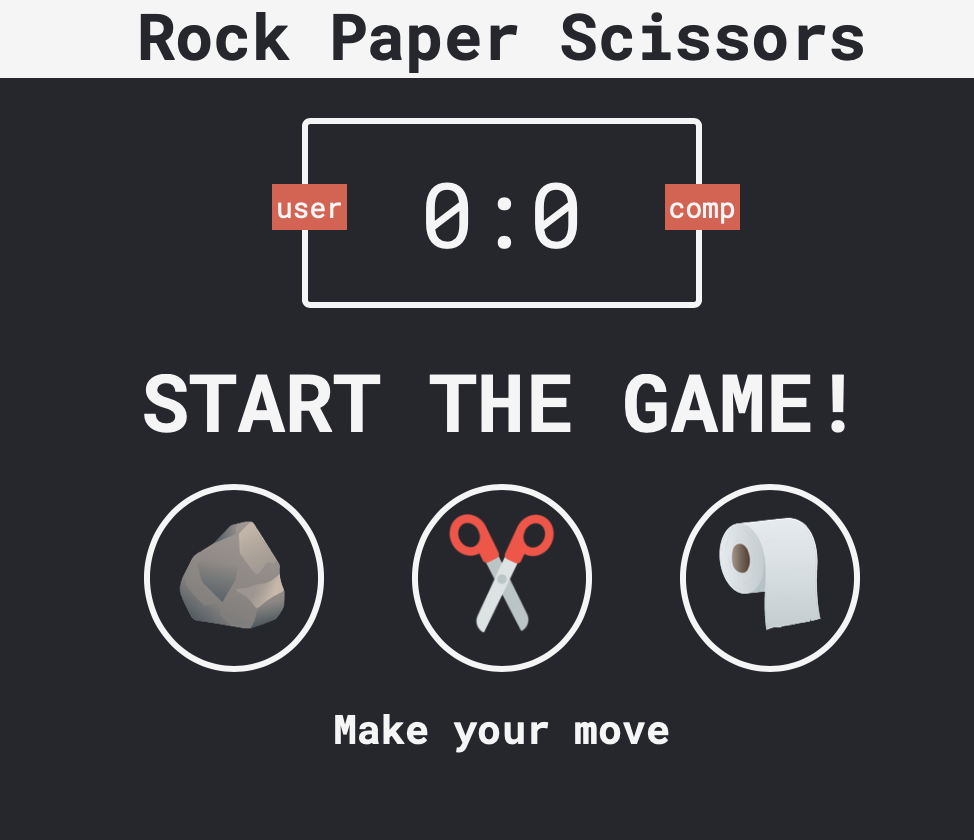 Rock Paper Scissors
user 0:0 comp
START THE GAME!
Make your move